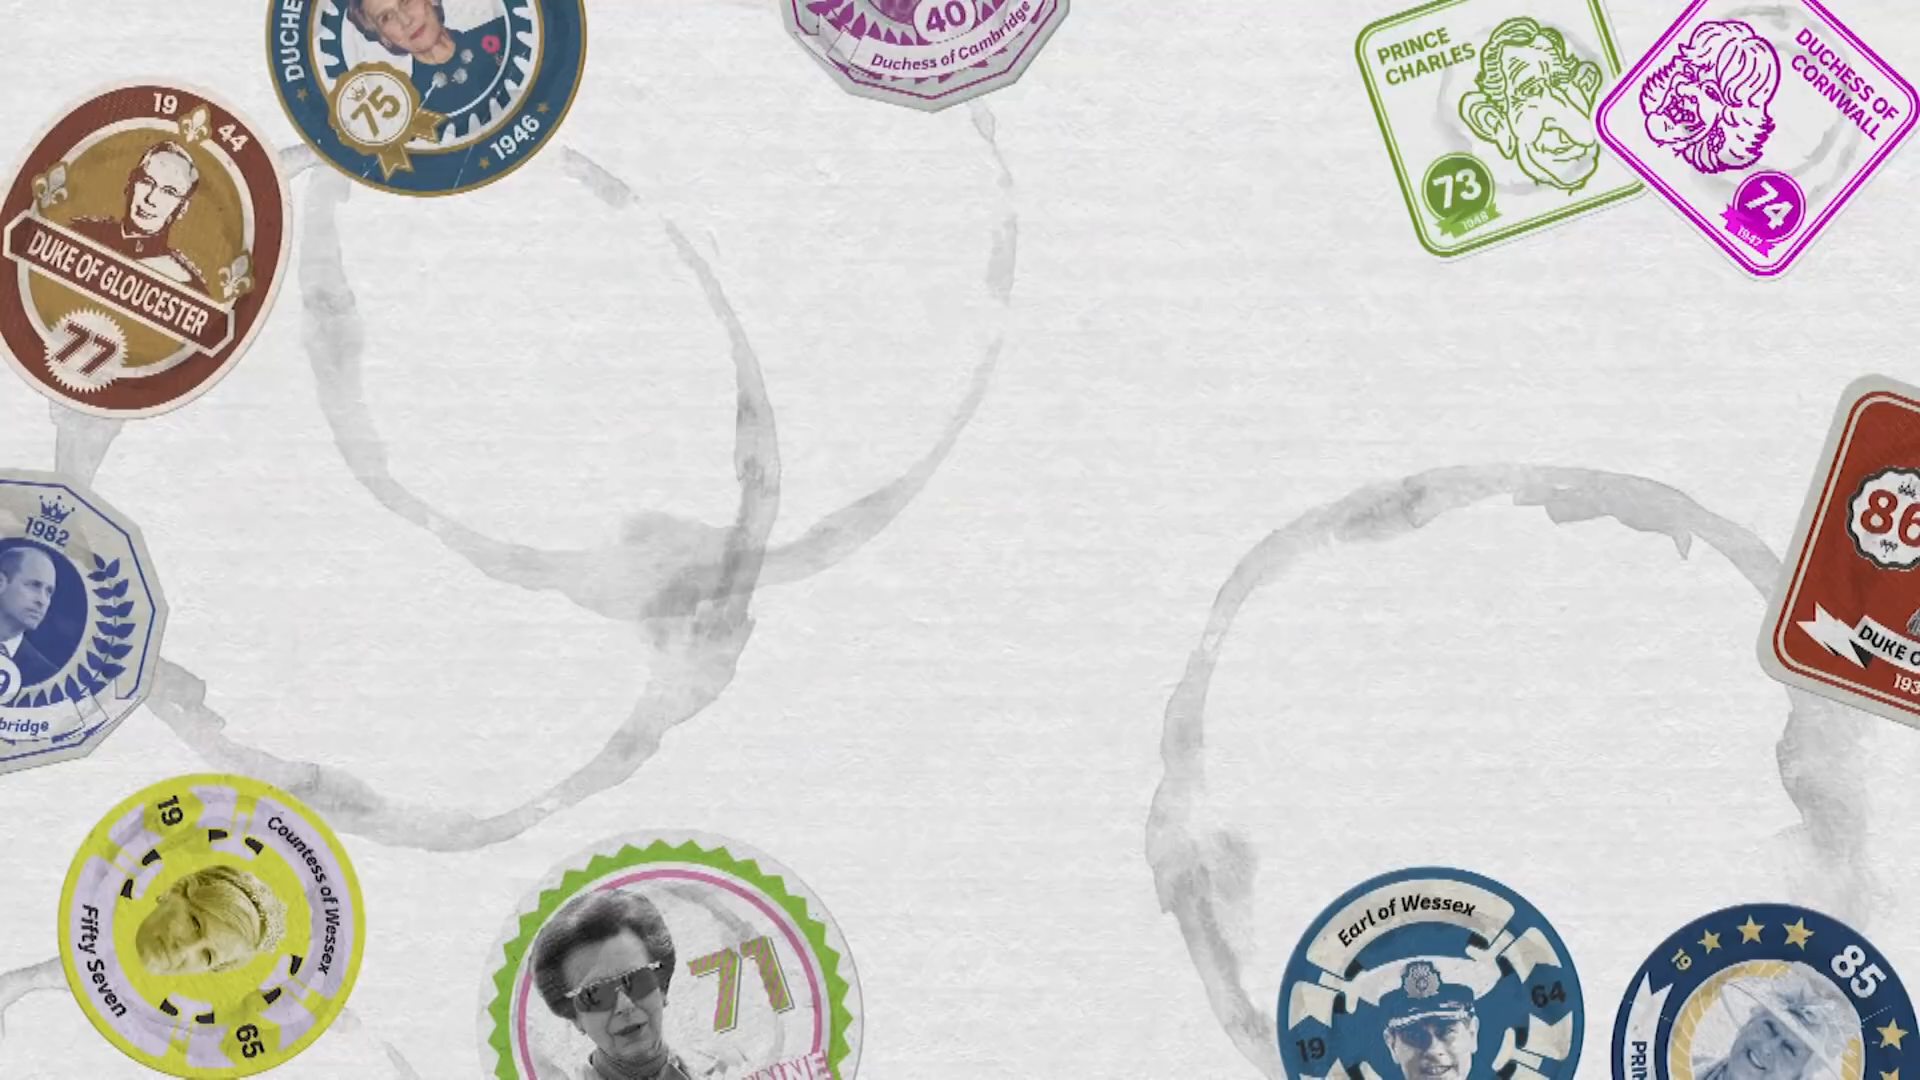 DUCHE
75
1946
40
Duchess of Cambridge
PRINCE
CHARLES
73
1948
DUCHESS OF
CORNWALL
74
1947
19 44
DUKE OF GLOUCESTER
77
1982
bridge
86
DUKE O
193
19
Countess of Wessex
Fifty Seven
65
71
Earl of Wessex
19 64
19
85
PRIN